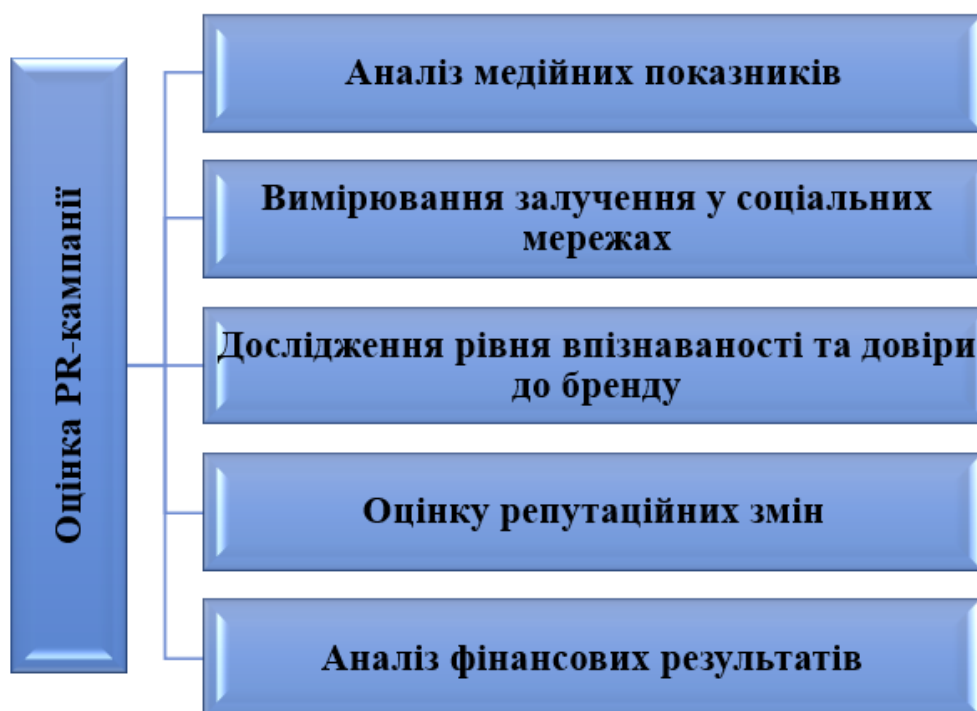 Оцінка PR-кампанії
Аналіз медійних показників
Вимірювання залучення у соціальних
мережах
Дослідження рівня впізнаваності та довіри
до бренду
Оцінку репутаційних змін
Аналіз фінансових результатів